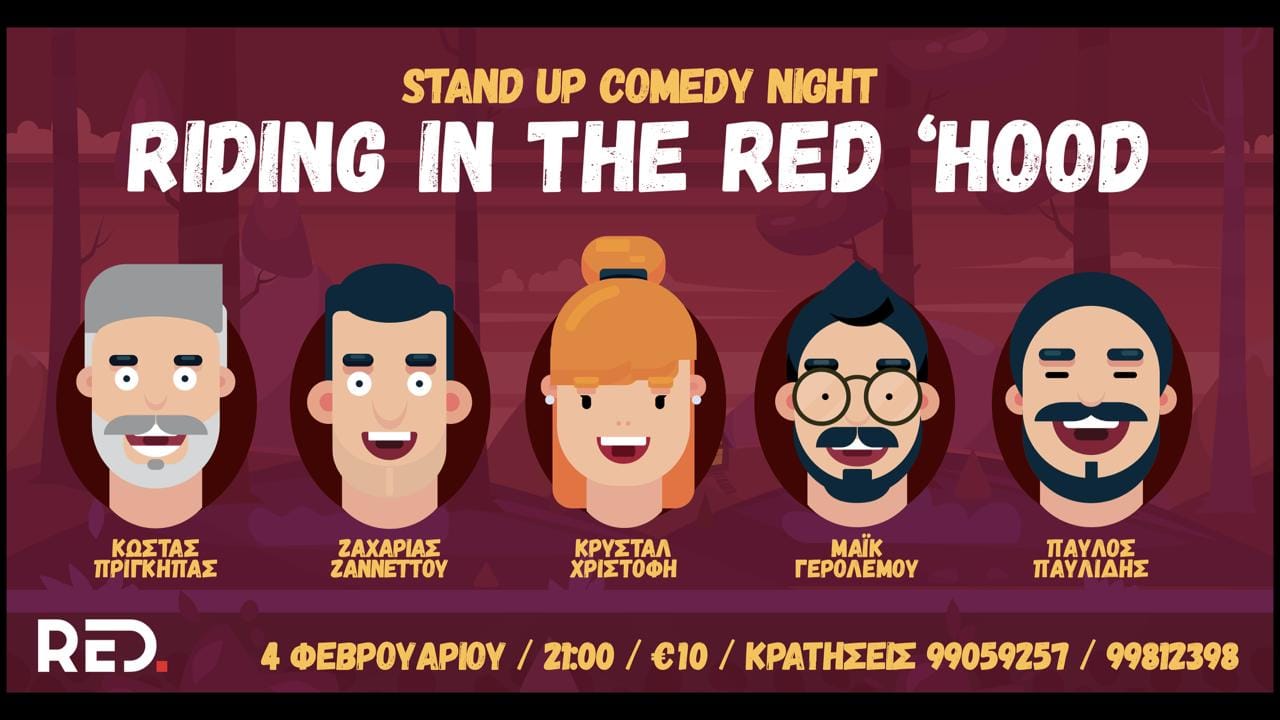 STAND UP COMEDY NIGHT
RIDING IN THE RED ‘HOOD
ΚΩΣΤΑΣ
ΠΡΙΓΚΗΠΑΣ
ΖΑΧΑΡΙΑΣ
ΖΑΝΝΕΤΤΟΥ
ΚΡΥΣΤΑΛ
ΧΡΙΣΤΟΦΗ
ΜΑΪΚ
ΓΕΡΟΛΕΜΟΥ
ΠΑΥΛΟΣ
ΠΑΥΛΙΔΗΣ
RED.
4 ΦΕΒΡΟΥΑΡΙΟΥ / 21:00 / €10 / ΚΡΑΤΗΣΕΙΣ 99059257 / 99812398